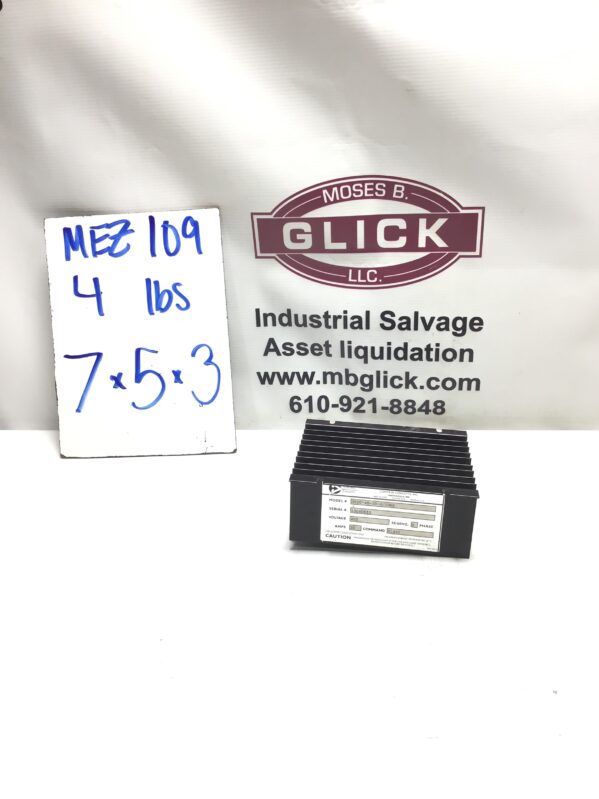 MEZ 109
4 lbs
7x5x3
MOSES B.
GLICK
LLC.
Industrial Salvage
Asset liquidation
www.mbglick.com
610-921-8848
MODEL #
SERIAL #
VOLTAGE
PHASE
AMPS COMMAND
CAUTION